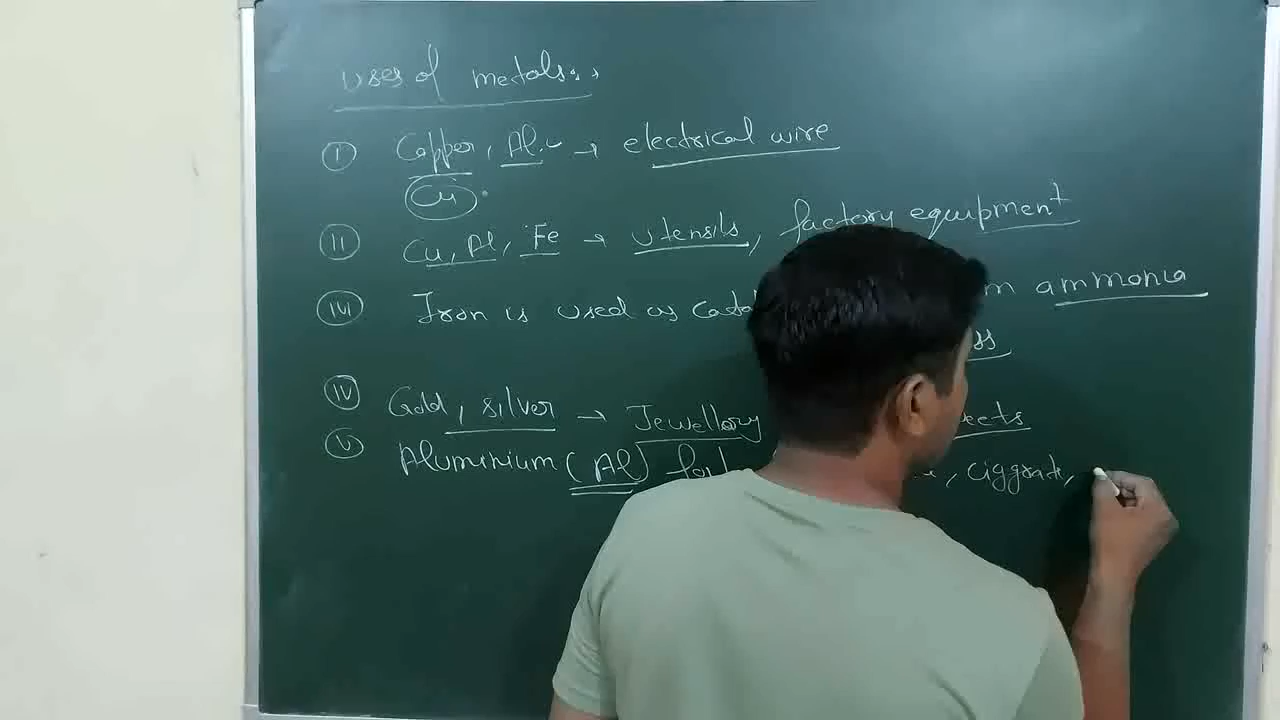 Uses of metals:,
(I) Copper, Al. → electrical wire
Cu
(II) Cu, Al, Fe → utensils, factory equipment
(III) Iron is used as ammonia
(IV) Gold, silver → Jewellery
(V) Aluminium (Al) , ciggrate,